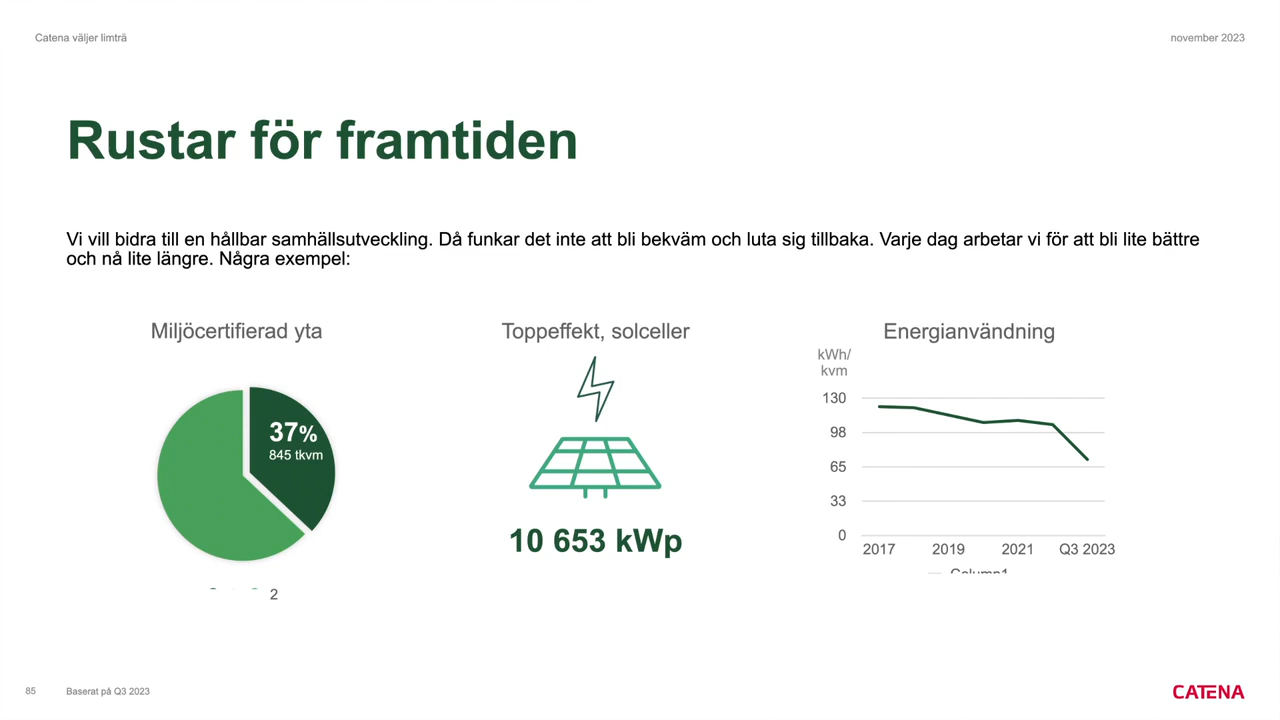 Catena väljer limträ
november 2023
Rustar för framtiden
Vi vill bidra till en hållbar samhällsutveckling. Då funkar det inte att bli bekväm och luta sig tillbaka. Varje dag arbetar vi för att bli lite bättre
och nå lite längre. Några exempel:
Miljöcertifierad yta
37%
845 tkvm
2
Toppeffekt, solceller
10 653 kWp
Energianvändning
kWh/
kvm
130
98
65
33
0
2017 2019 2021 Q3 2023
Column1
85
Baserat på Q3 2023
CATENA